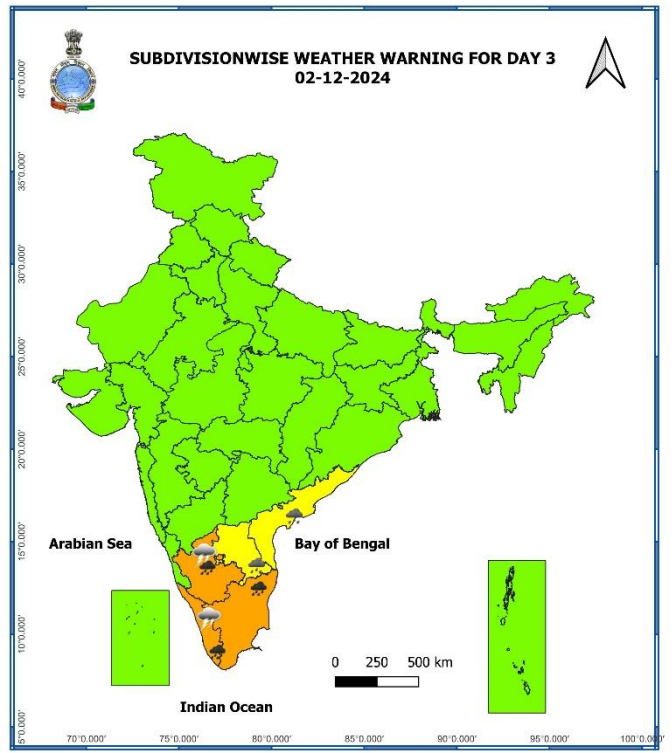 SUBDIVISIONWISE WEATHER WARNING FOR DAY 3
02-12-2024
40°0.000'
35°0.000'
30°0.000'
25°0.000'
20°0.000'
15°0.000'
10°0.000'
5°0.000'
Arabian Sea
Bay of Bengal
0 250 500 km
Indian Ocean
70°0.000' 75°0.000' 80°0.000' 85°0.000' 90°0.000' 95°0.000' 100°0.000'